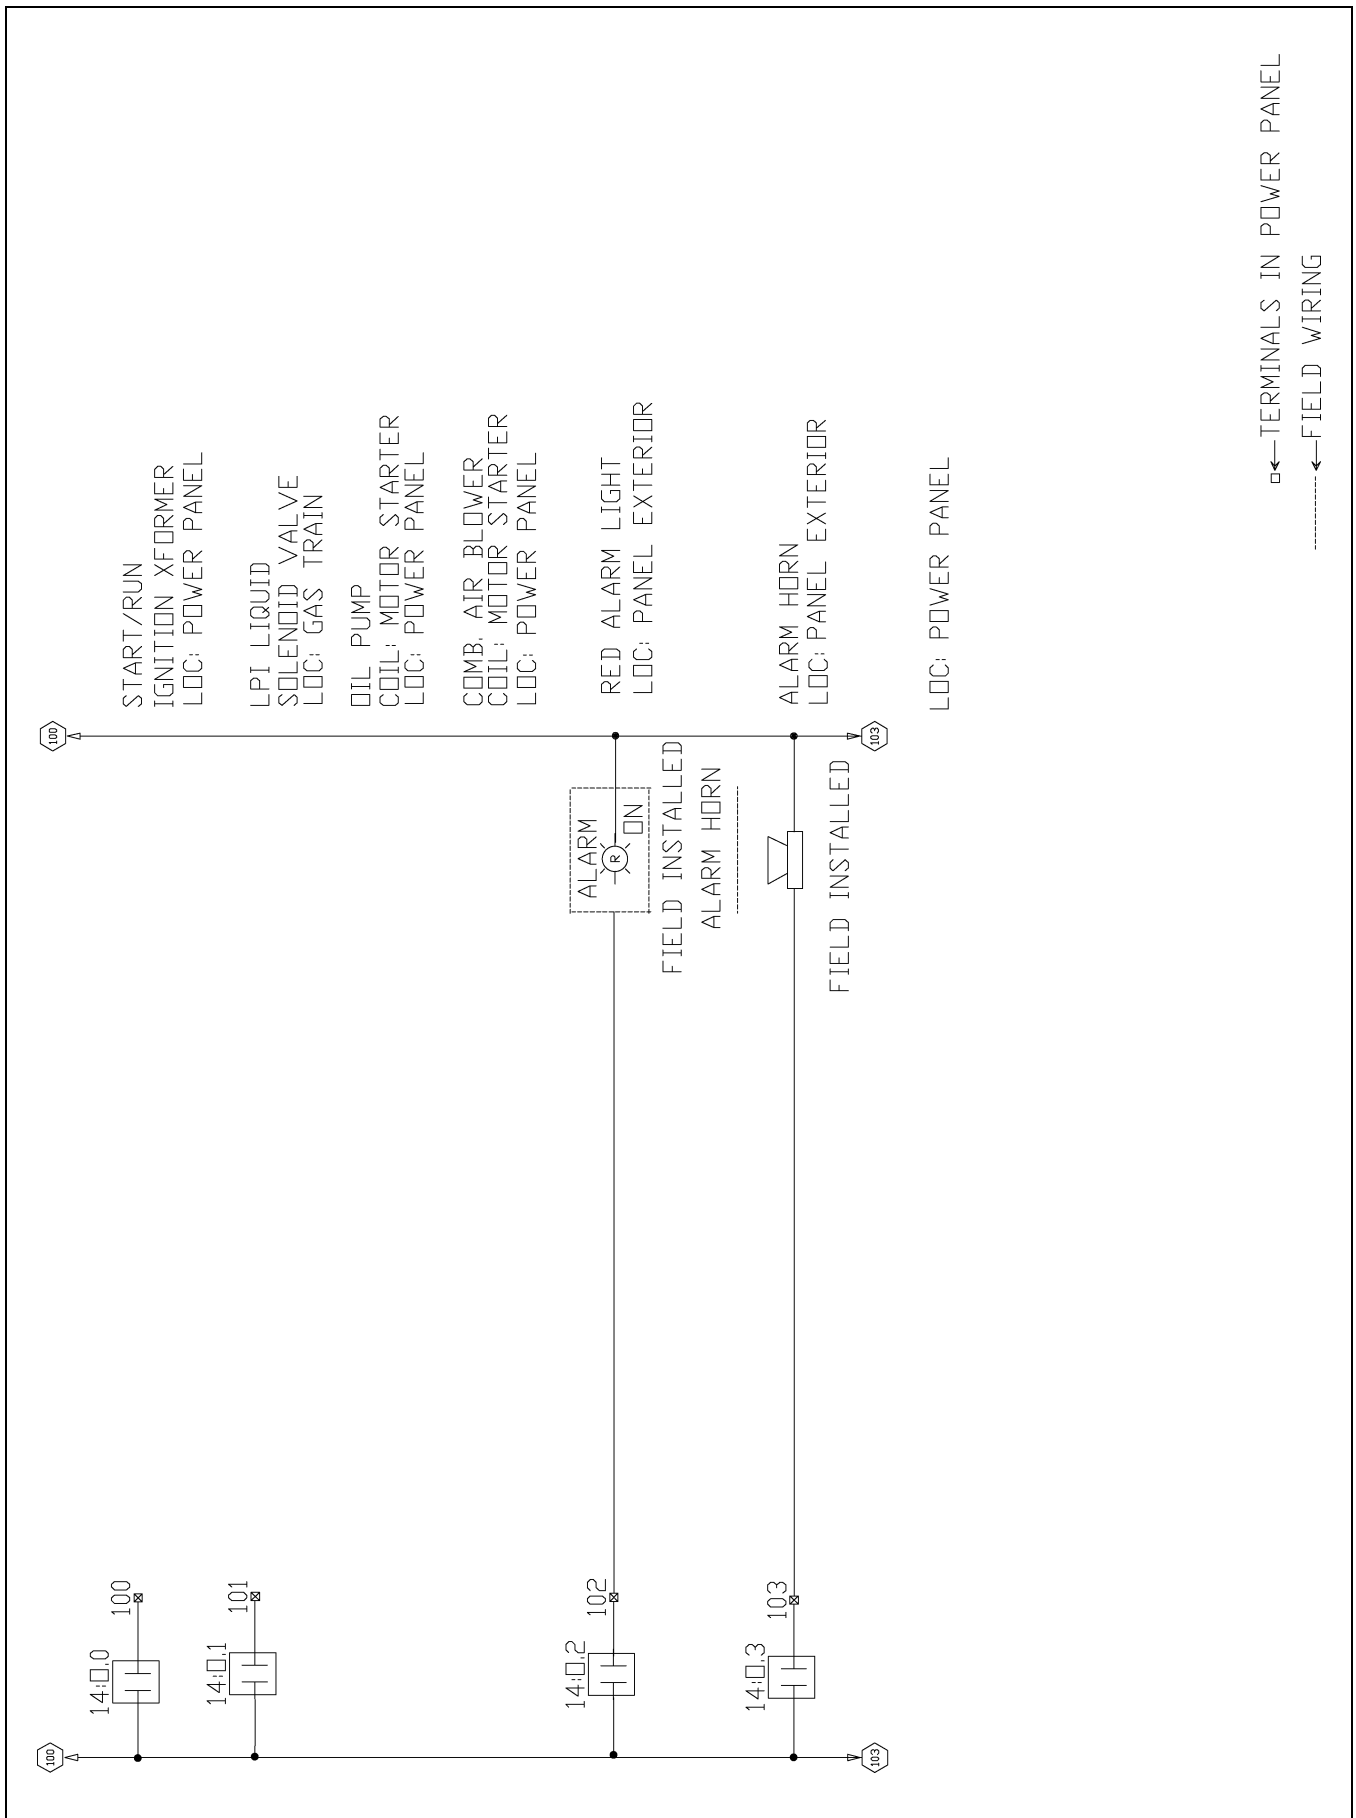 100
100
14:O.0
100
START/RUN
IGNITION XFORMER
LOC: POWER PANEL
14:O.1
101
LPI LIQUID
SOLENOID VALVE
LOC: GAS TRAIN
OIL PUMP
COIL: MOTOR STARTER
LOC: POWER PANEL
COMB. AIR BLOWER
COIL: MOTOR STARTER
LOC: POWER PANEL
14:O.2
102
ALARM
R
ON
RED ALARM LIGHT
LOC: PANEL EXTERIOR
FIELD INSTALLED
ALARM HORN
14:O.3
103
ALARM HORN
LOC: PANEL EXTERIOR
FIELD INSTALLED
103
103
LOC: POWER PANEL
TERMINALS IN POWER PANEL
FIELD WIRING